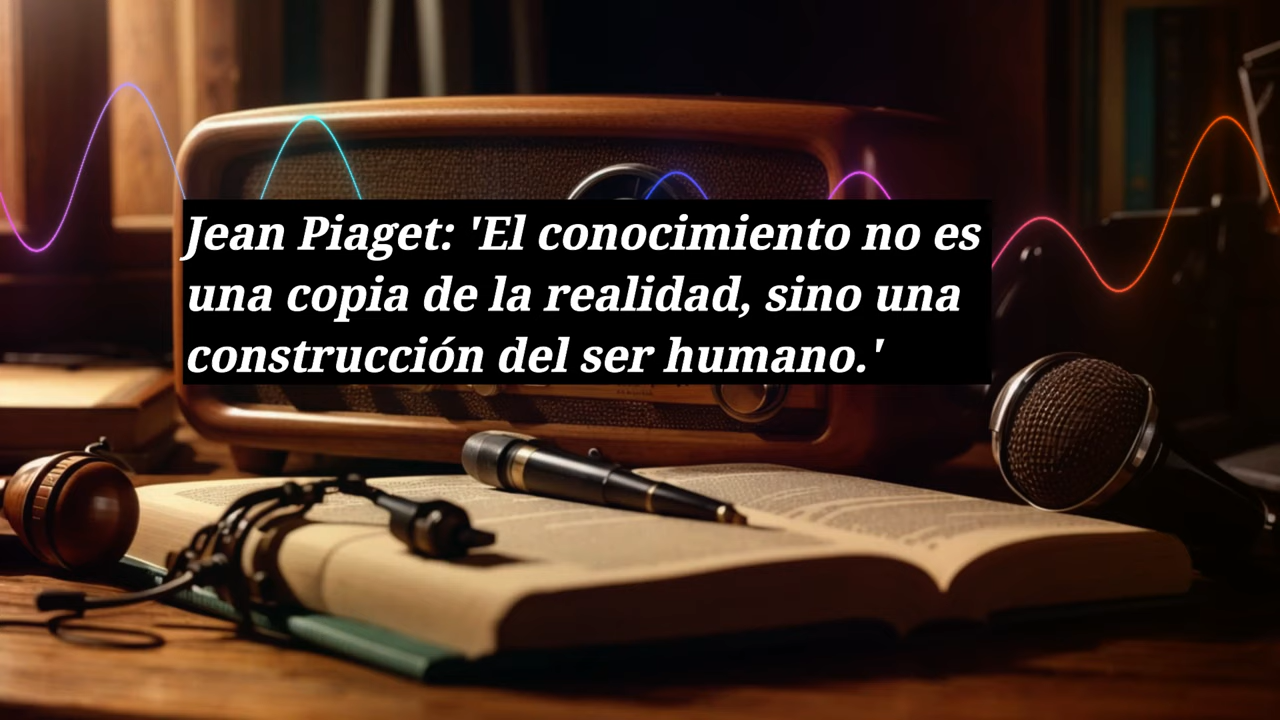 Jean Piaget: 'El conocimiento no es
una copia de la realidad, sino una
construcción del ser humano.'